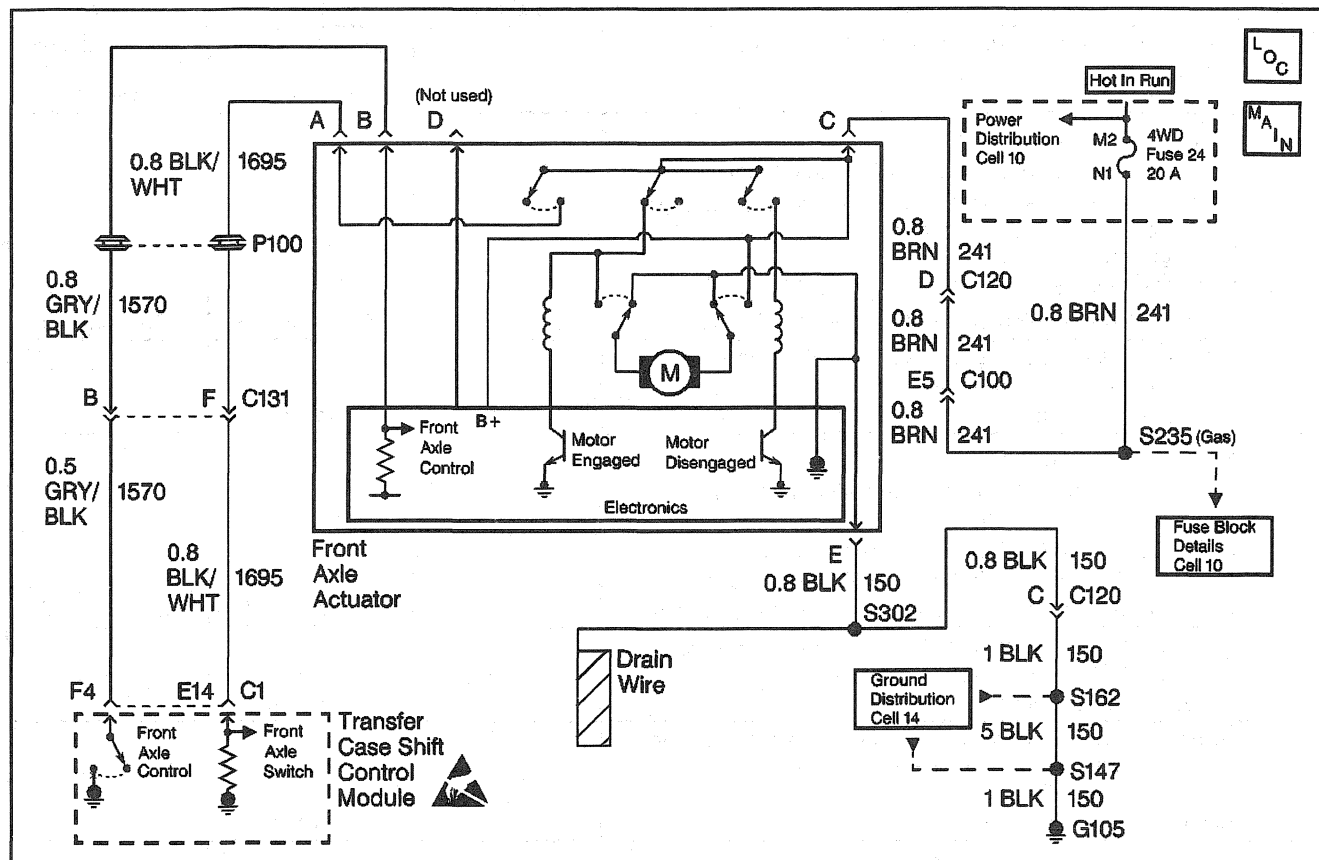 LOC
MAIN
Hot In Run
Power
Distribution
Cell 10
M2
N1
4WD
Fuse 24
20 A
(Not used)
A
B
D
C
0.8 BLK/
WHT
1695
P100
0.8
GRY/
BLK
1570
B
F
C131
0.5
GRY/
BLK
1570
0.8
BLK/
WHT
1695
F4
E14
C1
Front
Axle
Control
Front
Axle
Switch
Transfer
Case Shift
Control
Module
M
Front
Axle
Control
B+
Motor
Engaged
Motor
Disengaged
Electronics
Front
Axle
Actuator
0.8
BRN
241
D
C120
0.8
BRN
241
E5
C100
0.8
BRN
241
0.8 BRN
241
S235 (Gas)
Fuse Block
Details
Cell 10
E
0.8 BLK
150
S302
Drain
Wire
0.8 BLK
150
C
C120
1 BLK
150
Ground
Distribution
Cell 14
S162
5 BLK
150
S147
1 BLK
150
G105